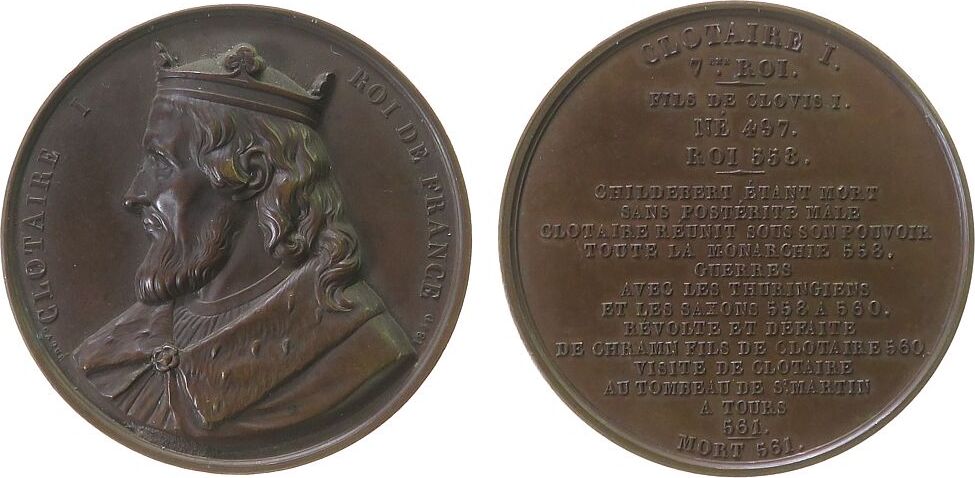 CLOTAIRE I ROI DE FRANCE
CLOTAIRE I.
7ME ROI.
FILS DE CLOVIS I.
NÉ 497.
ROI 558.
CHILDEBERT ÉTANT MORT
SANS POSTÉRITÉ MALE
CLOTAIRE REUNIT SOUS SON POUVOIR
TOUTE LA MONARCHIE 558.
GUERRES
AVEC LES THURINGIENS
ET LES SAXONS 558 A 560.
RÉVOLTE ET DÉFAITE
DE CHRAMN FILS DE CLOTAIRE 560.
VISITE DE CLOTAIRE
AU TOMBEAU DE ST MARTIN
A TOURS
561.
MORT 561.